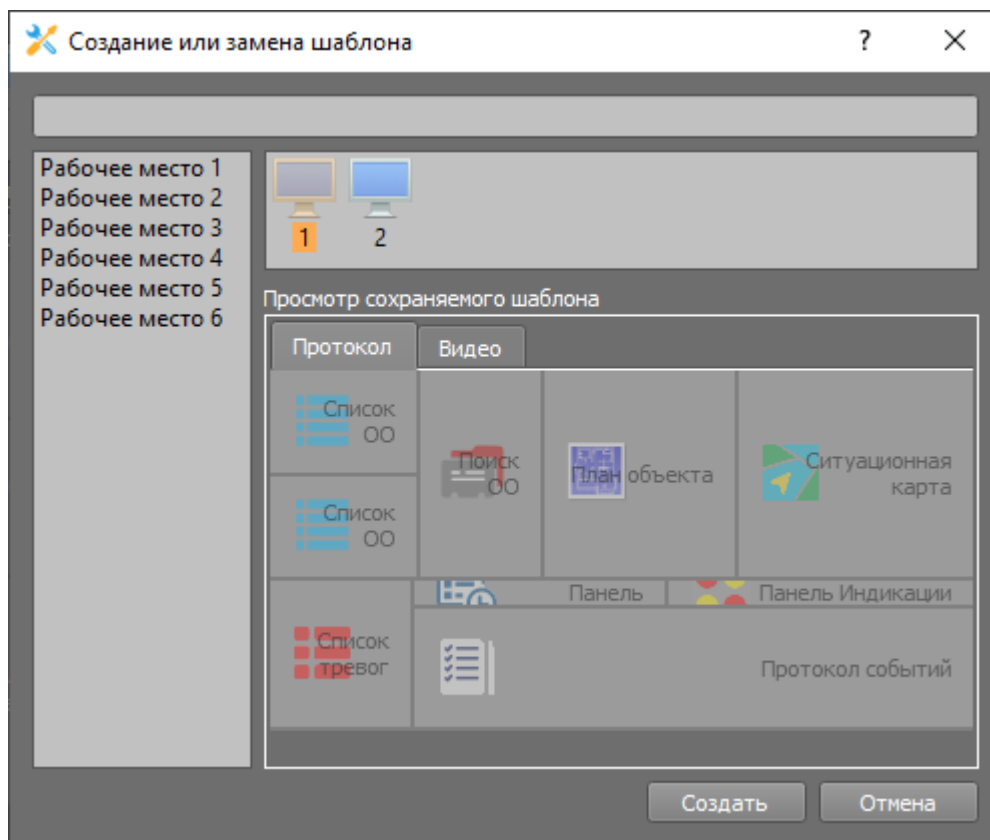 Создание или замена шаблона
?
Рабочее место 1
Рабочее место 2
Рабочее место 3
Рабочее место 4
Рабочее место 5
Рабочее место 6
1
2
Просмотр сохраняемого шаблона
Протокол
Видео
Список
ОО
Список
ОО
Поиск
ОО
План объекта
Ситуационная
карта
Список
тревог
Панель
Панель Индикации
Протокол событий
Создать
Отмена